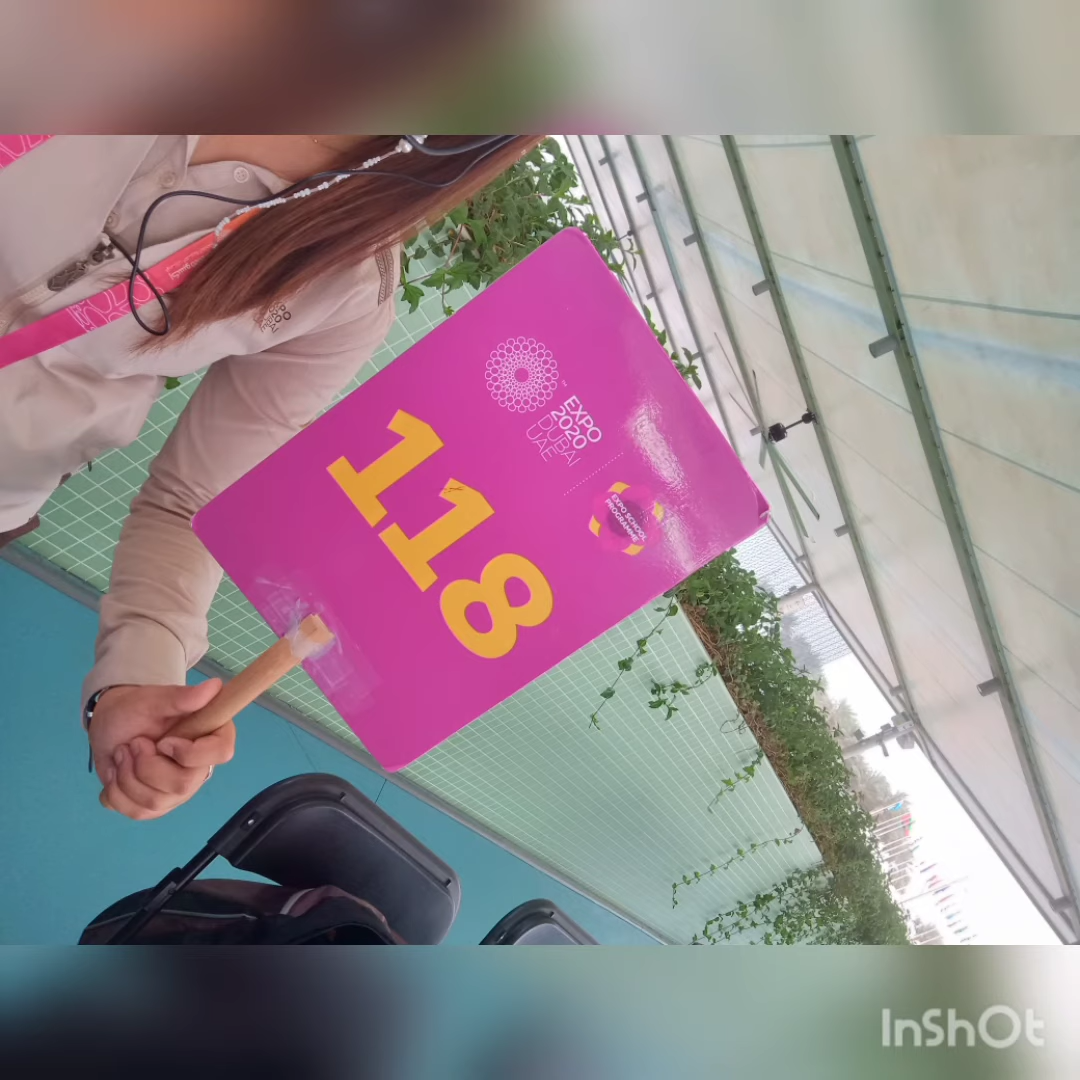 EXPO
2020
DUBAI
UAE
EXPO SCHOOL
PROGRAMME
118
InShOt